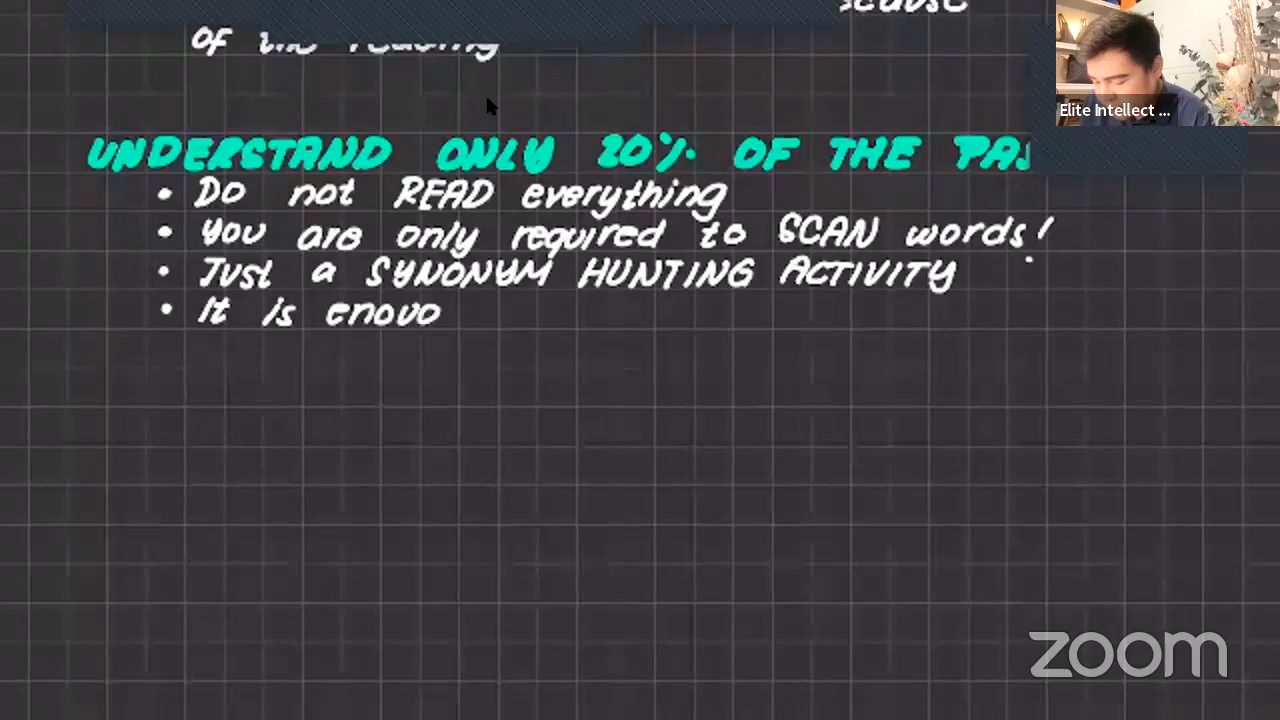 of the reading
Elite Intellect ...
UNDERSTAND ONLY 20% OF THE
• Do not READ everything
• You are only required to SCAN words!
• Just a SYNONYM HUNTING ACTIVITY
• It is enouo
zoom